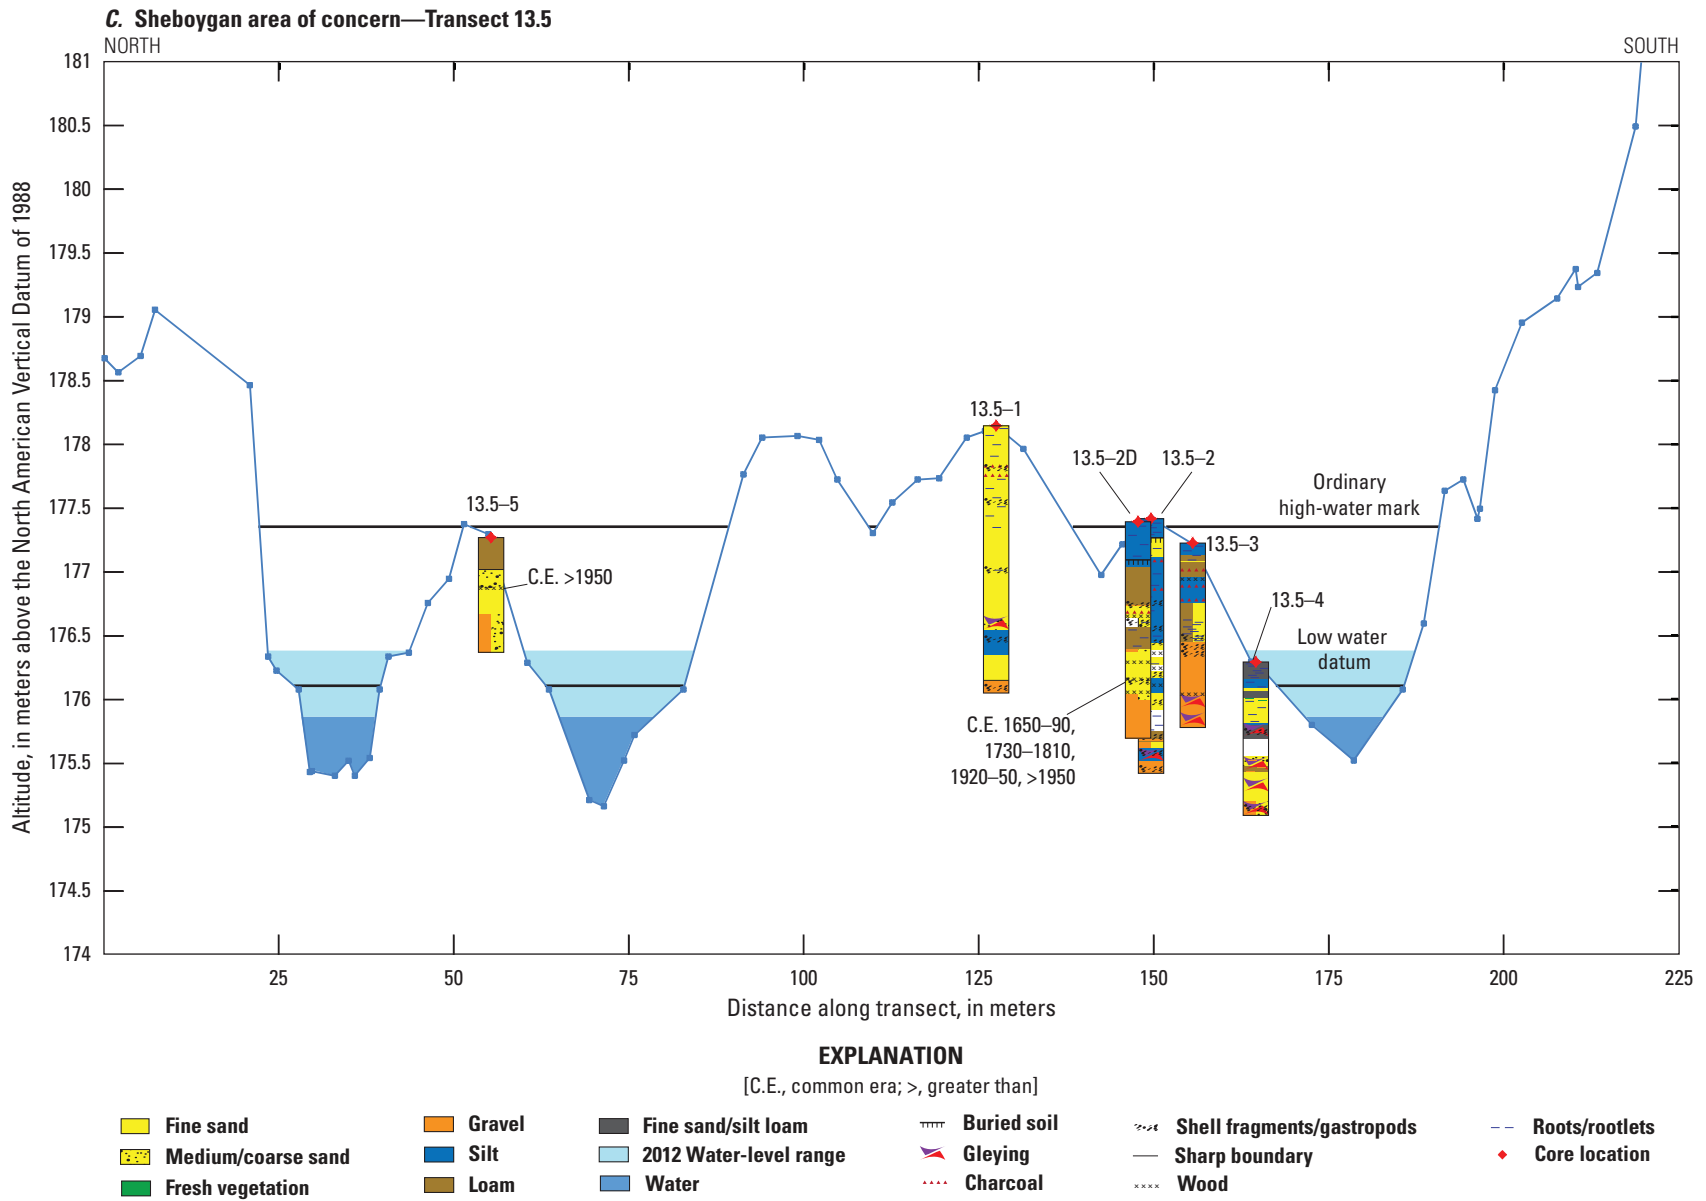 C. Sheboygan area of concern—Transect 13.5
NORTH
SOUTH
Altitude, in meters above the North American Vertical Datum of 1988
181
180.5
180
179.5
179
178.5
178
177.5
177
176.5
176
175.5
175
174.5
174
13.5–5
C.E. >1950
13.5–1
13.5–2D
13.5–2
13.5–3
13.5–4
Ordinary
high-water mark
Low water
datum
C.E. 1650–90,
1730–1810,
1920–50, >1950
25
50
75
100
125
150
175
200
225
Distance along transect, in meters
EXPLANATION
[C.E., common era; >, greater than]
Fine sand
Medium/coarse sand
Fresh vegetation
Gravel
Silt
Loam
Fine sand/silt loam
2012 Water-level range
Water
Buried soil
Gleying
Charcoal
Shell fragments/gastropods
Sharp boundary
Wood
Roots/rootlets
Core location